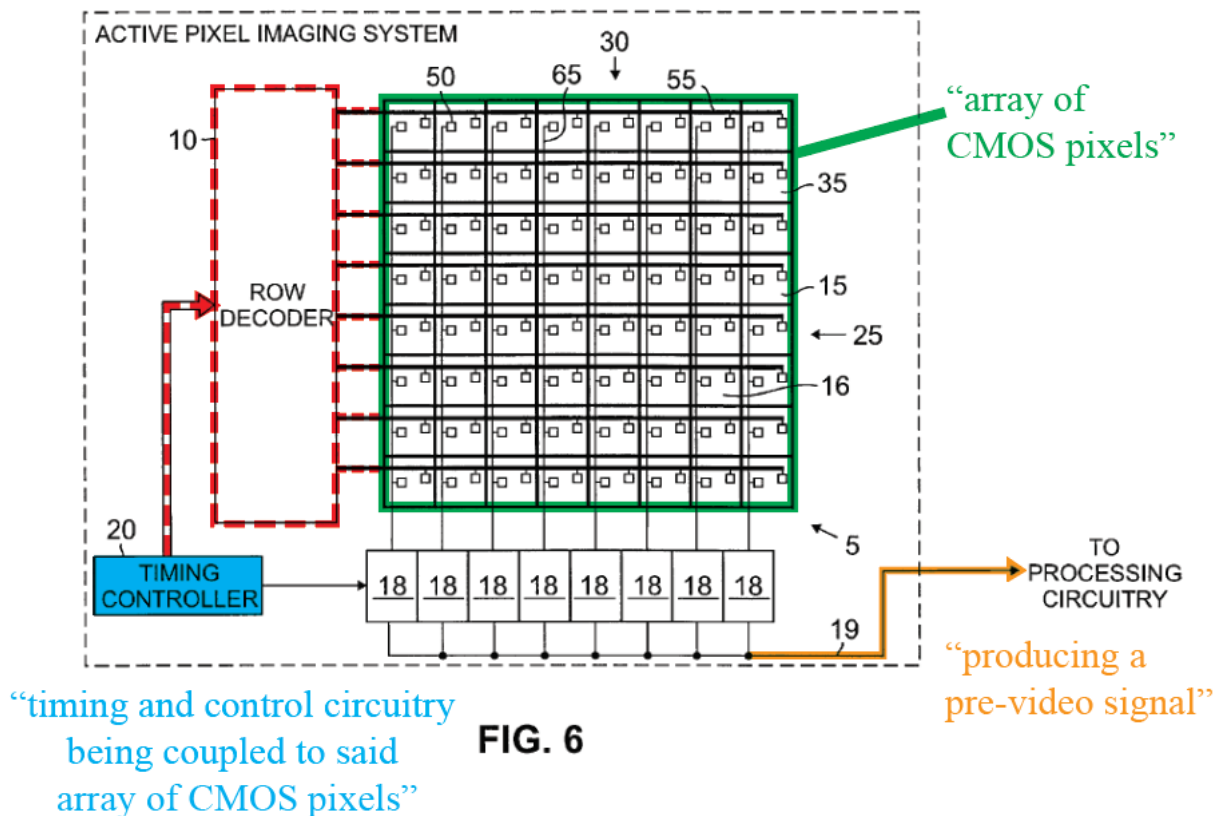 ACTIVE PIXEL IMAGING SYSTEM
30
50
65
55
10
“array of
CMOS pixels”
35
ROW
DECODER
15
25
16
20
5
TIMING
CONTROLLER
18 18 18 18 18 18 18 18
TO
PROCESSING
CIRCUITRY
19
“producing a
pre-video signal”
“timing and control circuitry
being coupled to said
array of CMOS pixels”
FIG. 6